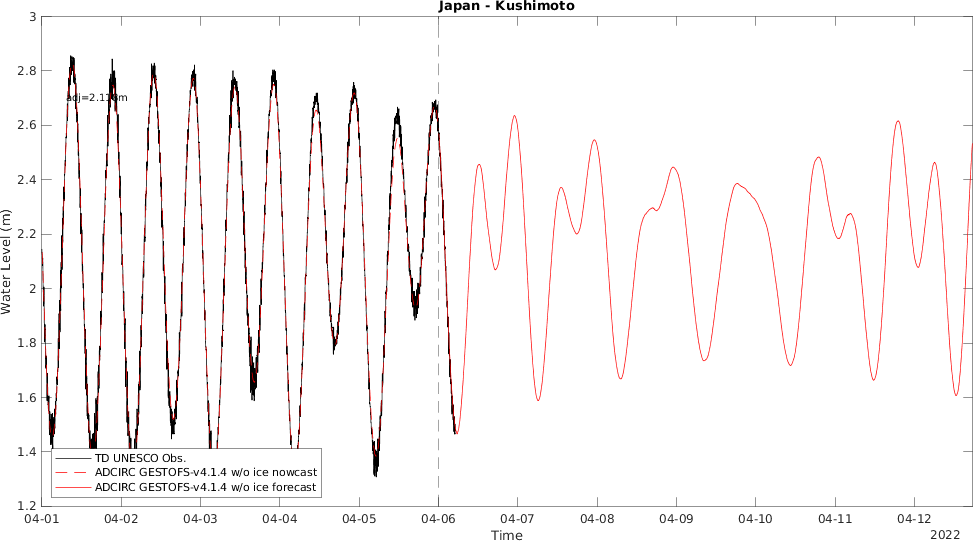 Japan - Kushimoto
3
2.8
2.6
2.4
2.2
2
1.8
1.6
1.4
1.2
Water Level (m)
TD UNESCO Obs.
ADCIRC GESTOFS-v4.1.4 w/o ice nowcast
ADCIRC GESTOFS-v4.1.4 w/o ice forecast
04-01 04-02 04-03 04-04 04-05 04-06 04-07 04-08 04-09 04-10 04-11 04-12
Time
2022